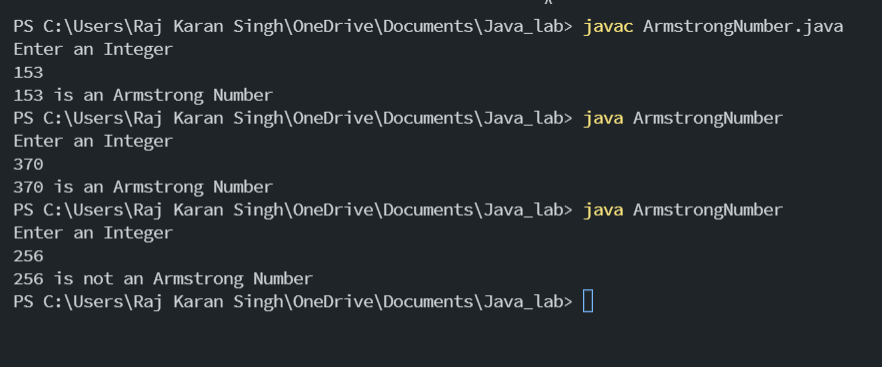 PS C:\Users\Raj Karan Singh\OneDrive\Documents\Java_lab> javac ArmstrongNumber.java
Enter an Integer
153
153 is an Armstrong Number
PS C:\Users\Raj Karan Singh\OneDrive\Documents\Java_lab> java ArmstrongNumber
Enter an Integer
370
370 is an Armstrong Number
PS C:\Users\Raj Karan Singh\OneDrive\Documents\Java_lab> java ArmstrongNumber
Enter an Integer
256
256 is not an Armstrong Number
PS C:\Users\Raj Karan Singh\OneDrive\Documents\Java_lab>